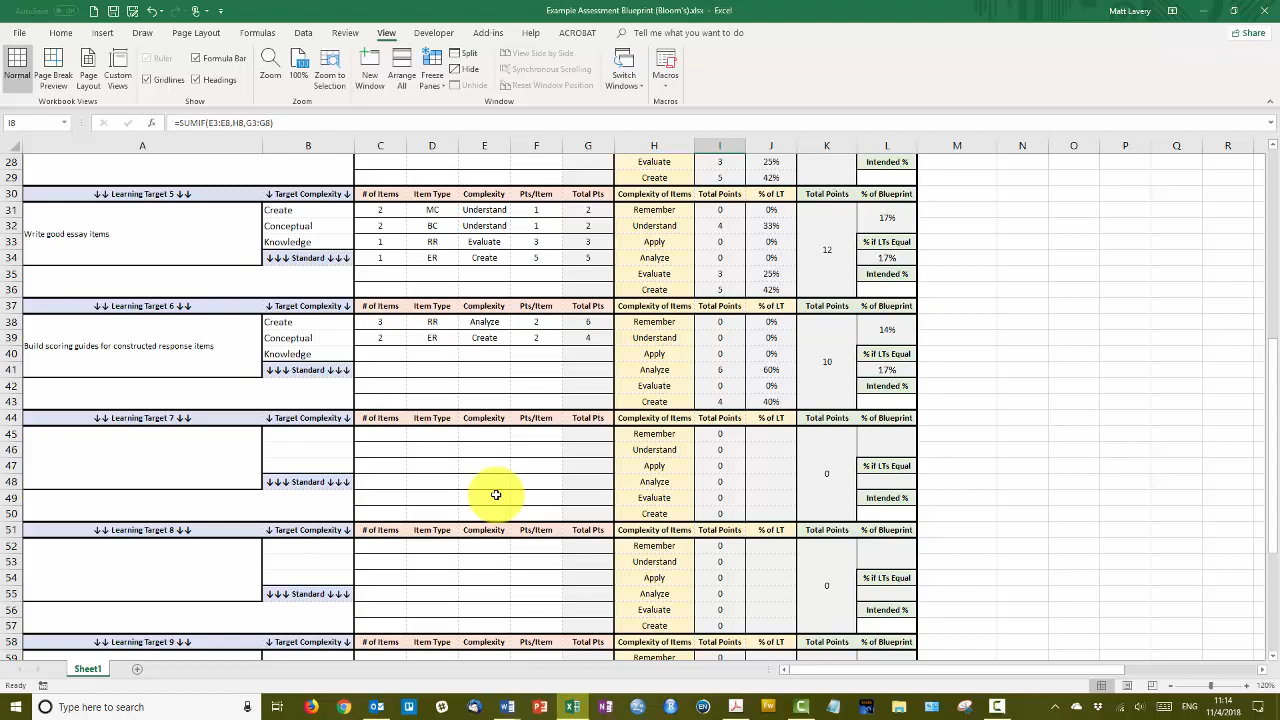 AutoSave Off Example Assessment Blueprint (Bloom's).xlsx - Excel Matt Lavery
File Home Insert Draw Page Layout Formulas Data Review View Developer Add-ins Help ACROBAT Tell me what you want to do Share
Normal Page Break Preview Page Layout Custom Views
Ruler Formula Bar
Gridlines Headings
Zoom 100% Zoom to Selection
New Window Arrange All Freeze Panes
Split
Hide
Unhide
View Side by Side
Synchronous Scrolling
Reset Window Position
Switch Windows Macros
Workbook Views Show Zoom Window Macros
I8 fx =SUMIF(E3:E8,H8,G3:G8)
A B C D E F G H I J K L M N O P Q R
28 Evaluate 3 25% Intended %
29 Create 5 42%
30 ↓↓ Learning Target 5 ↓↓ ↓ Target Complexity ↓ # of Items Item Type Complexity Pts/Item Total Pts Complexity of Items Total Points % of LT Total Points % of Blueprint
31 Create 2 MC Understand 1 2 Remember 0 0% 17%
32 Write good essay items Conceptual 2 BC Understand 1 2 Understand 4 33%
33 Knowledge 1 RR Evaluate 3 3 Apply 0 0% 12 % if LTs Equal
34 ↓↓↓ Standard ↓↓↓ 1 ER Create 5 5 Analyze 0 0% 17%
35 Evaluate 3 25% Intended %
36 Create 5 42%
37 ↓↓ Learning Target 6 ↓↓ ↓ Target Complexity ↓ # of Items Item Type Complexity Pts/Item Total Pts Complexity of Items Total Points % of LT Total Points % of Blueprint
38 Create 3 RR Analyze 2 6 Remember 0 0% 14%
39 Build scoring guides for constructed response items Conceptual 2 ER Create 2 4 Understand 0 0%
40 Knowledge Apply 0 0% 10 % if LTs Equal
41 ↓↓↓ Standard ↓↓↓ Analyze 6 60% 17%
42 Evaluate 0 0% Intended %
43 Create 4 40%
44 ↓↓ Learning Target 7 ↓↓ ↓ Target Complexity ↓ # of Items Item Type Complexity Pts/Item Total Pts Complexity of Items Total Points % of LT Total Points % of Blueprint
45 Remember 0
46 Understand 0
47 Apply 0 0 % if LTs Equal
48 ↓↓↓ Standard ↓↓↓ Analyze 0
49 Evaluate 0 Intended %
50 Create 0
51 ↓↓ Learning Target 8 ↓↓ ↓ Target Complexity ↓ # of Items Item Type Complexity Pts/Item Total Pts Complexity of Items Total Points % of LT Total Points % of Blueprint
52 Remember 0
53 Understand 0
54 Apply 0 0 % if LTs Equal
55 ↓↓↓ Standard ↓↓↓ Analyze 0
56 Evaluate 0 Intended %
57 Create 0
58 ↓↓ Learning Target 9 ↓↓ ↓ Target Complexity ↓ # of Items Item Type Complexity Pts/Item Total Pts Complexity of Items Total Points % of LT Total Points % of Blueprint
59 Remember 0
Sheet1
Ready 120%
Type here to search 11:14
11/4/2018